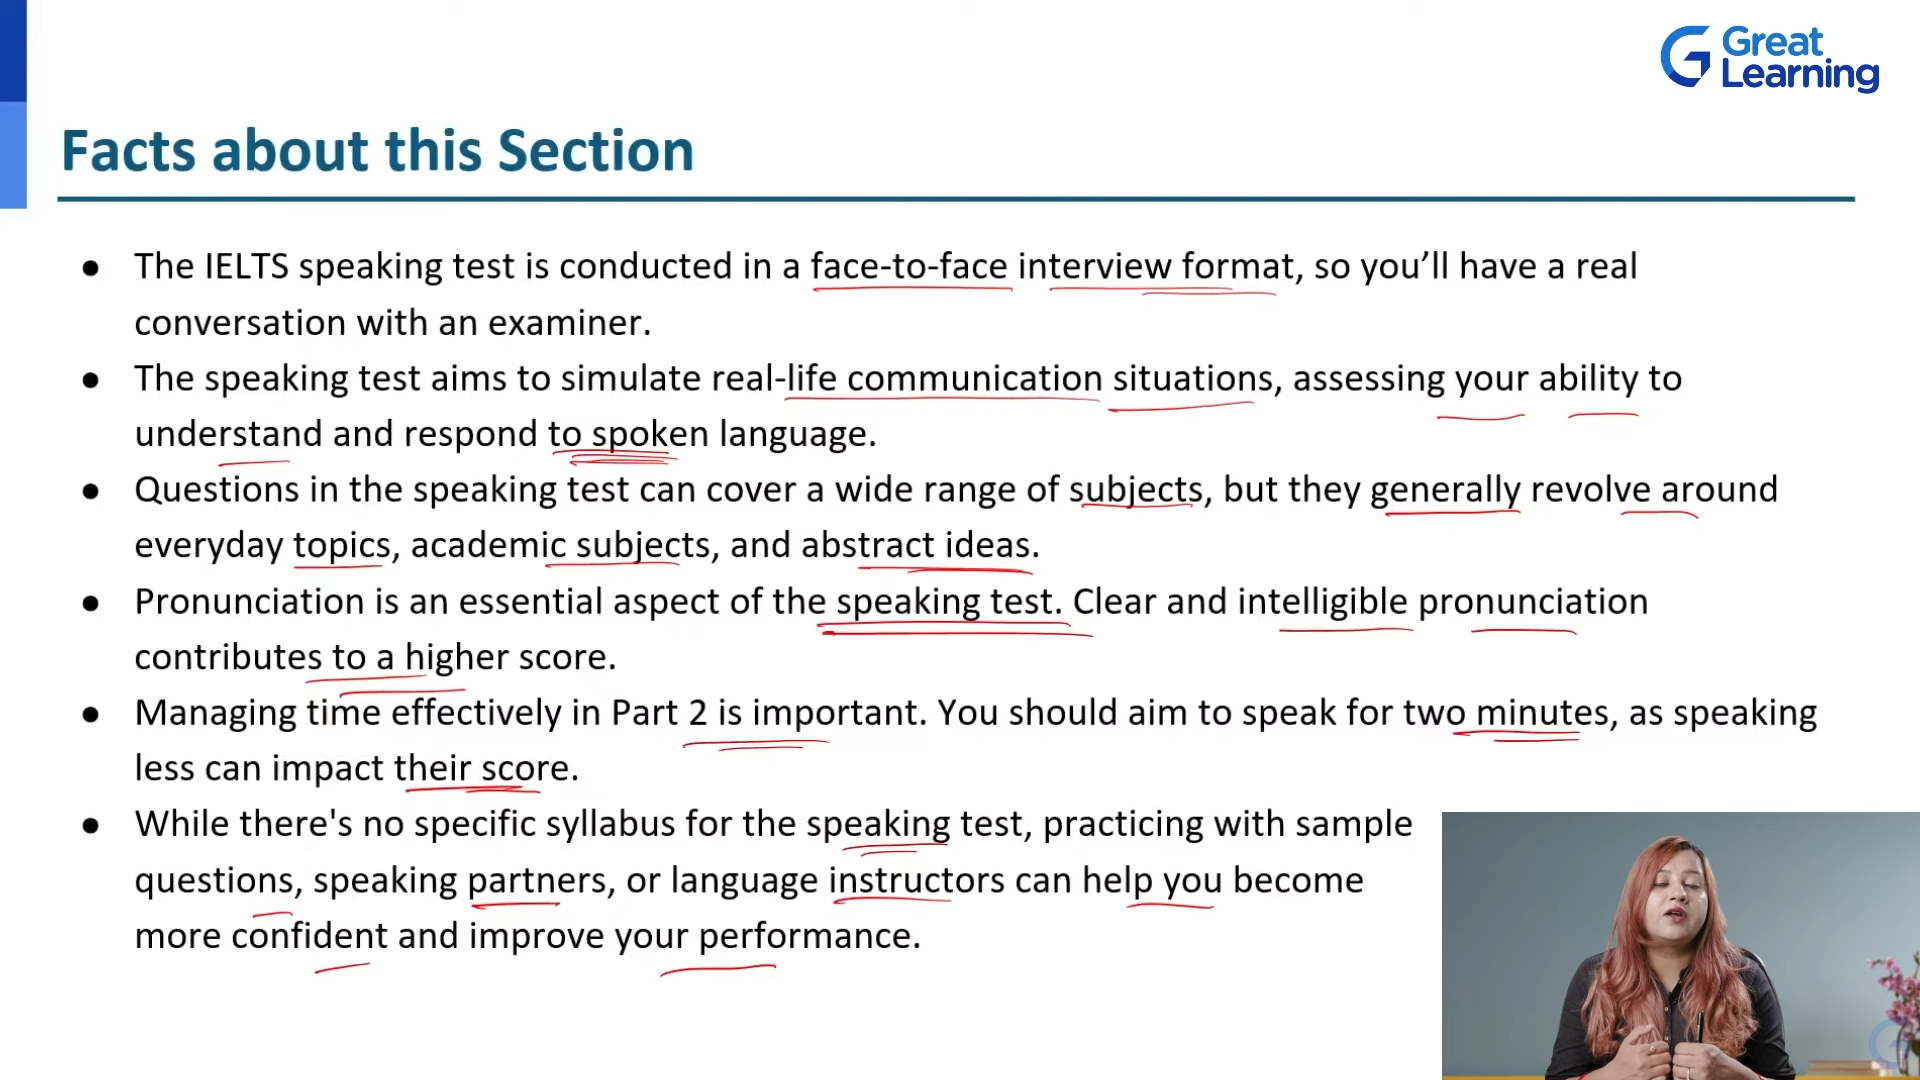 Great
Learning
Facts about this Section
● The IELTS speaking test is conducted in a face-to-face interview format, so you’ll have a real
conversation with an examiner.
● The speaking test aims to simulate real-life communication situations, assessing your ability to
understand and respond to spoken language.
● Questions in the speaking test can cover a wide range of subjects, but they generally revolve around
everyday topics, academic subjects, and abstract ideas.
● Pronunciation is an essential aspect of the speaking test. Clear and intelligible pronunciation
contributes to a higher score.
● Managing time effectively in Part 2 is important. You should aim to speak for two minutes, as speaking
less can impact their score.
● While there's no specific syllabus for the speaking test, practicing with sample
questions, speaking partners, or language instructors can help you become
more confident and improve your performance.